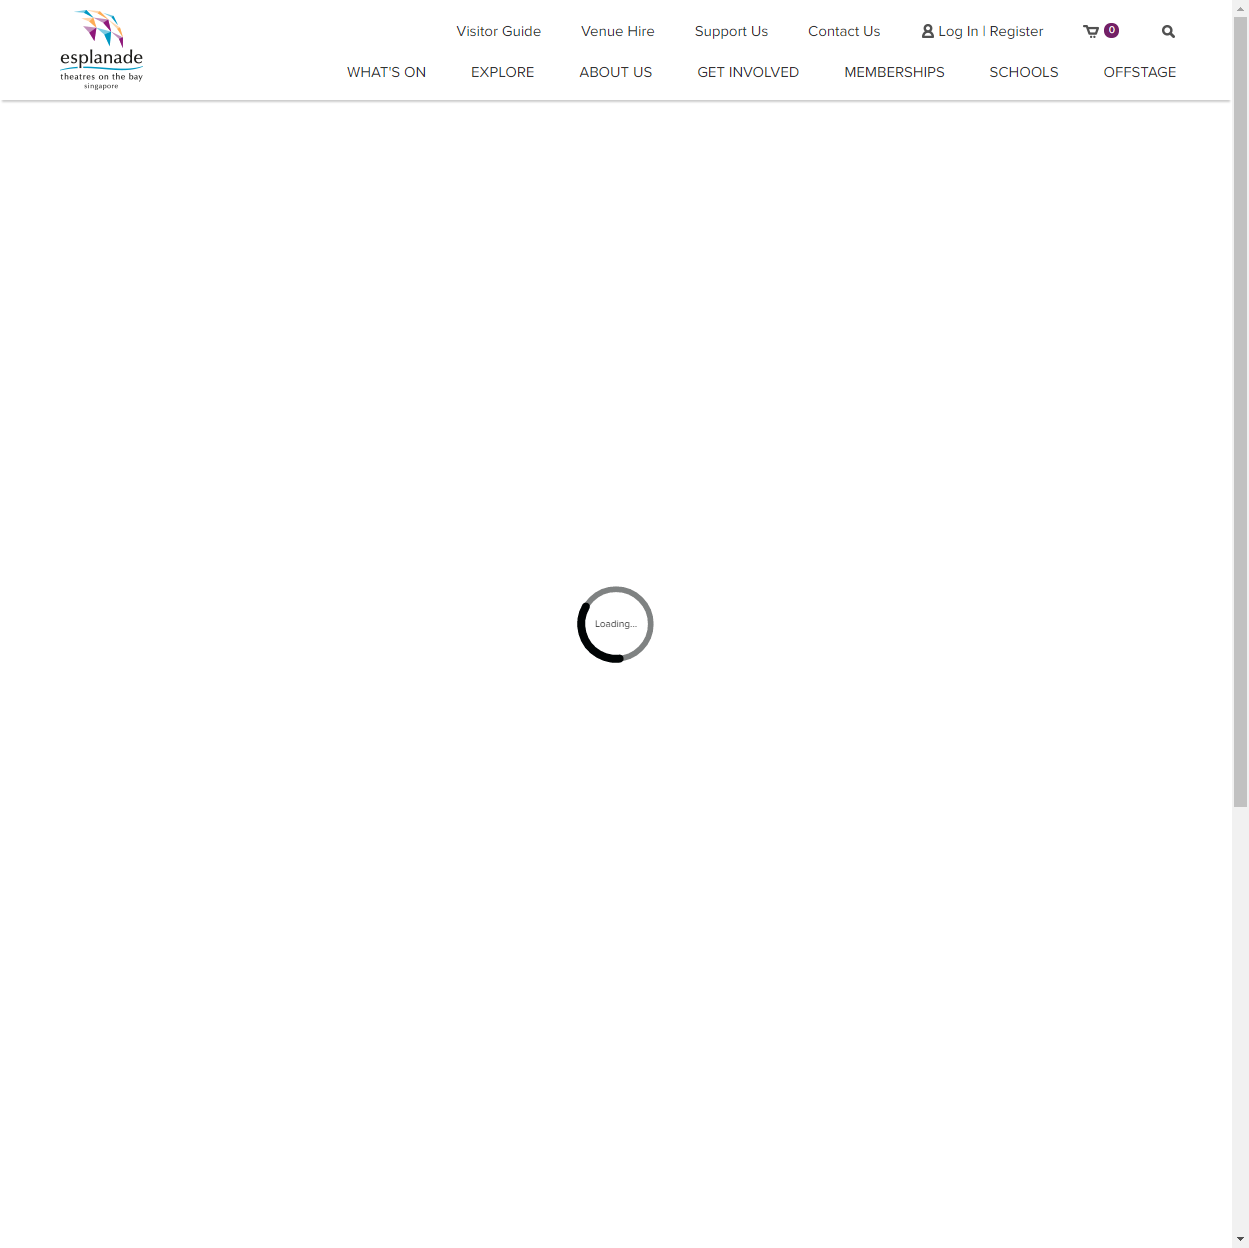 esplanade
theatres on the bay
singapore
Visitor Guide Venue Hire Support Us Contact Us Log In | Register 0
WHAT'S ON EXPLORE ABOUT US GET INVOLVED MEMBERSHIPS SCHOOLS OFFSTAGE
Loading...